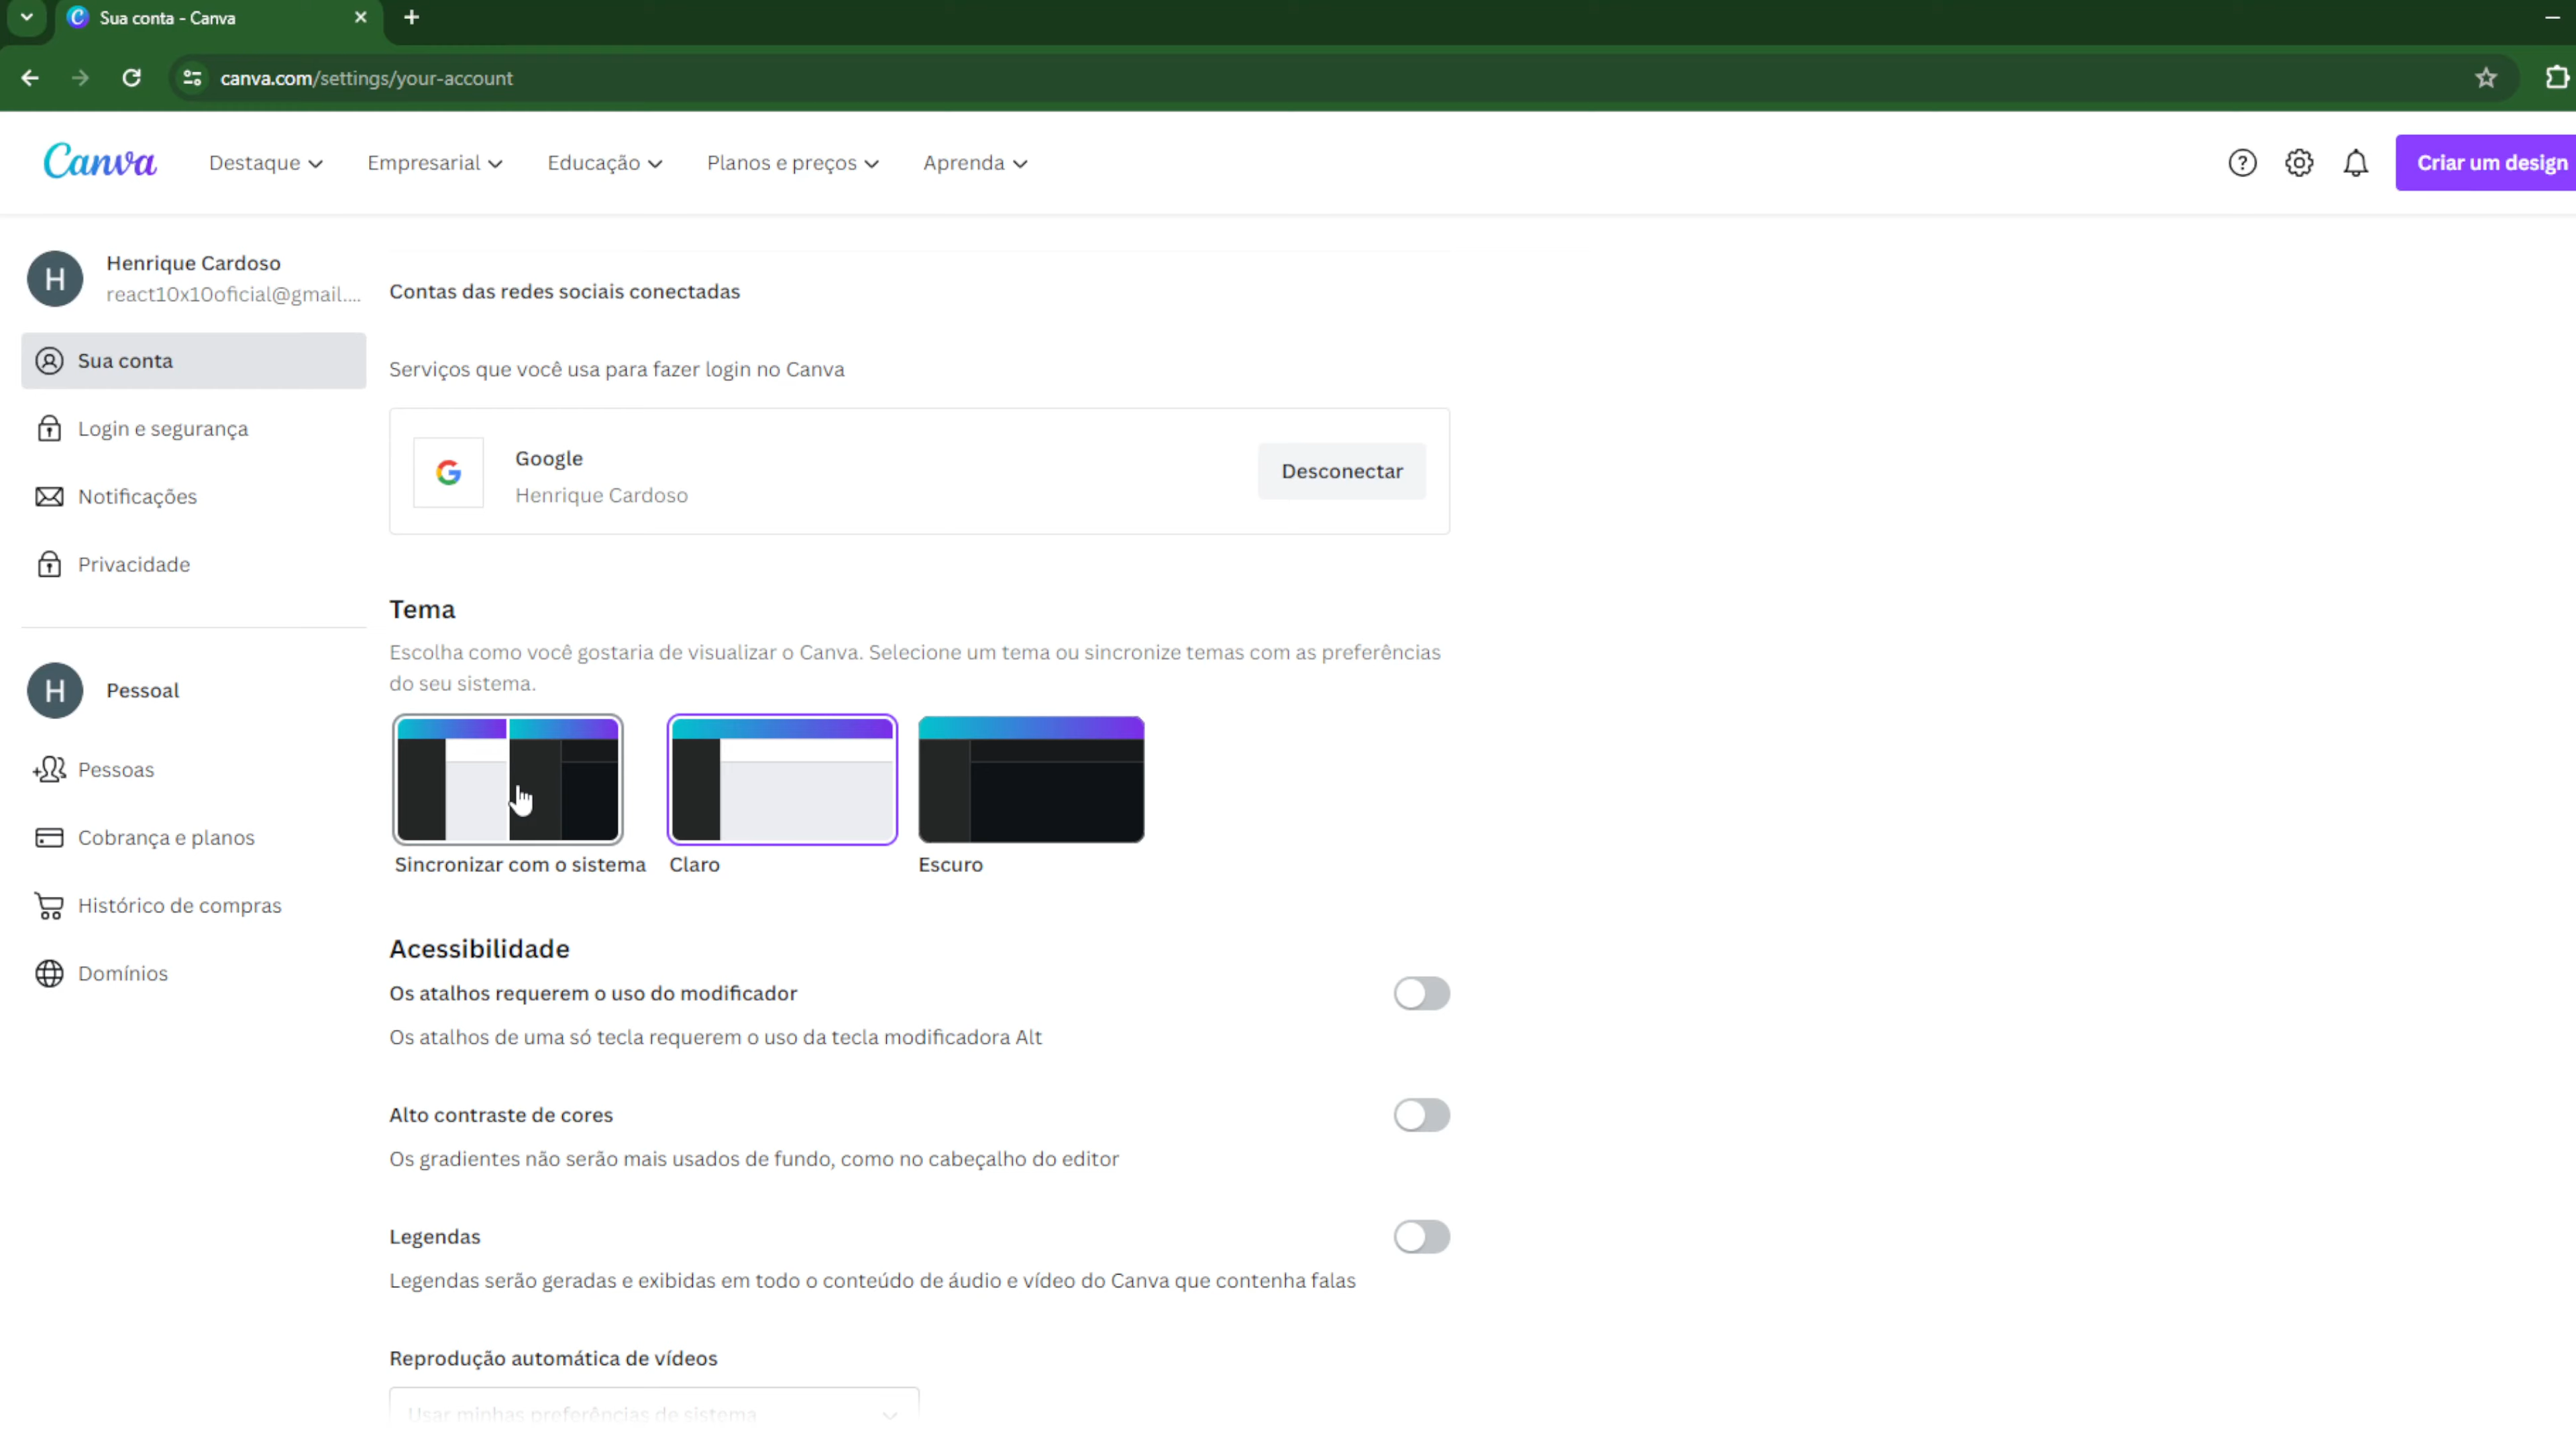 Sua conta - Canva
canva.com/settings/your-account
Canva
Destaque
Empresarial
Educação
Planos e preços
Aprenda
Criar um design
Henrique Cardoso
react10x10oficial@gmail....
Sua conta
Login e segurança
Notificações
Privacidade
H
Pessoal
Pessoas
Cobrança e planos
Histórico de compras
Domínios
Contas das redes sociais conectadas
Serviços que você usa para fazer login no Canva
Google
Henrique Cardoso
Desconectar
Tema
Escolha como você gostaria de visualizar o Canva. Selecione um tema ou sincronize temas com as preferências
do seu sistema.
Sincronizar com o sistema
Claro
Escuro
Acessibilidade
Os atalhos requerem o uso do modificador
Os atalhos de uma só tecla requerem o uso da tecla modificadora Alt
Alto contraste de cores
Os gradientes não serão mais usados de fundo, como no cabeçalho do editor
Legendas
Legendas serão geradas e exibidas em todo o conteúdo de áudio e vídeo do Canva que contenha falas
Reprodução automática de vídeos
Usar minhas preferências de sistema